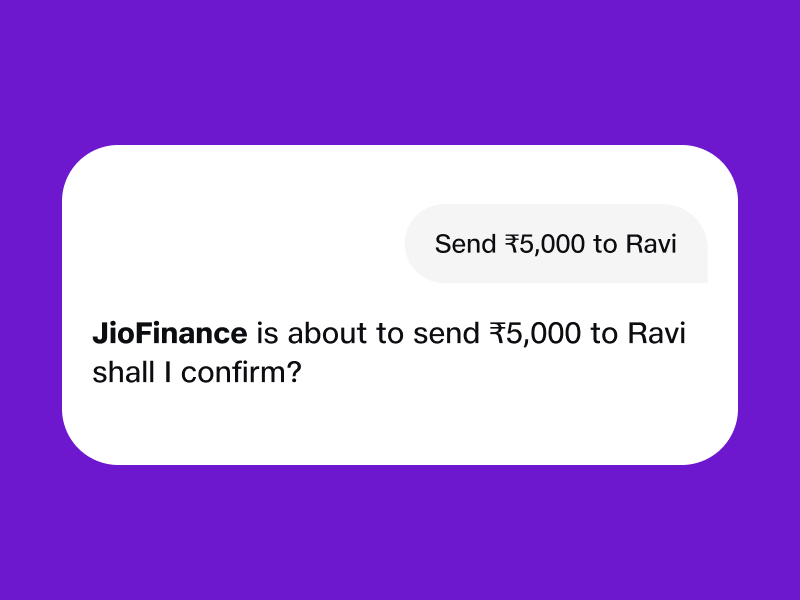 Send ₹5,000 to Ravi
JioFinance is about to send ₹5,000 to Ravi
shall I confirm?